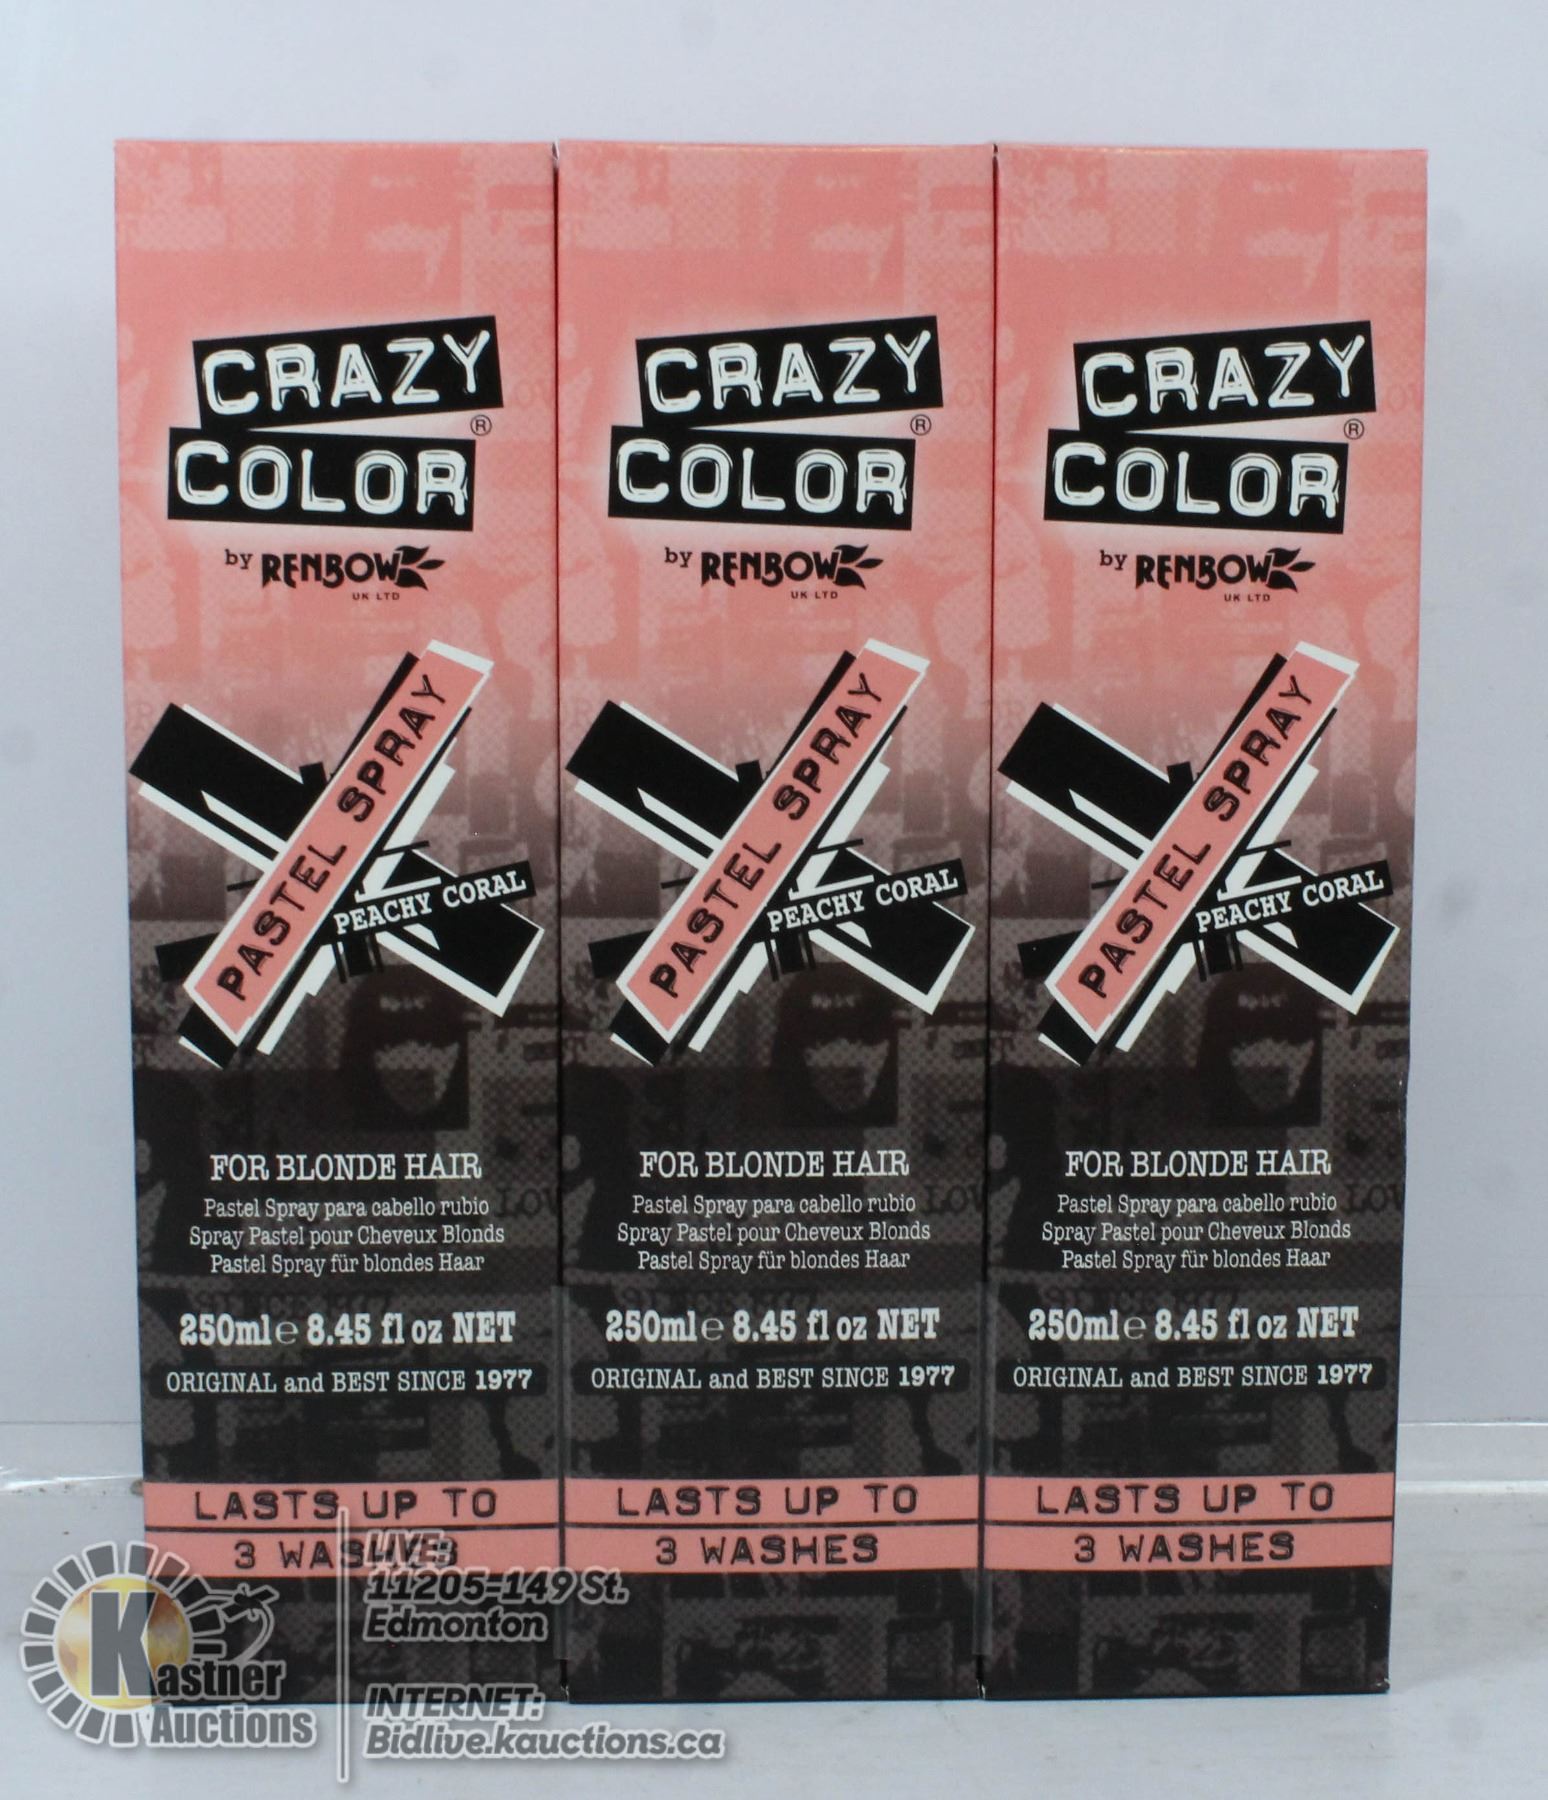 CRAZY
COLOR®
by RENBOW
UK LTD
PASTEL SPRAY
PEACHY CORAL
FOR BLONDE HAIR
Pastel Spray para cabello rubio
Spray Pastel pour Cheveux Blonds
Pastel Spray für blondes Haar
250ml e 8.45 fl oz NET
ORIGINAL and BEST SINCE 1977
LASTS UP TO
3 WASHES
CRAZY
COLOR®
by RENBOW
UK LTD
PASTEL SPRAY
PEACHY CORAL
FOR BLONDE HAIR
Pastel Spray para cabello rubio
Spray Pastel pour Cheveux Blonds
Pastel Spray für blondes Haar
250ml e 8.45 fl oz NET
ORIGINAL and BEST SINCE 1977
LASTS UP TO
3 WASHES
CRAZY
COLOR®
by RENBOW
UK LTD
PASTEL SPRAY
PEACHY CORAL
FOR BLONDE HAIR
Pastel Spray para cabello rubio
Spray Pastel pour Cheveux Blonds
Pastel Spray für blondes Haar
250ml e 8.45 fl oz NET
ORIGINAL and BEST SINCE 1977
LASTS UP TO
3 WASHES
Kastner
Auctions
LIVE:
11205-149 St.
Edmonton
INTERNET:
Bidlive.kauctions.ca